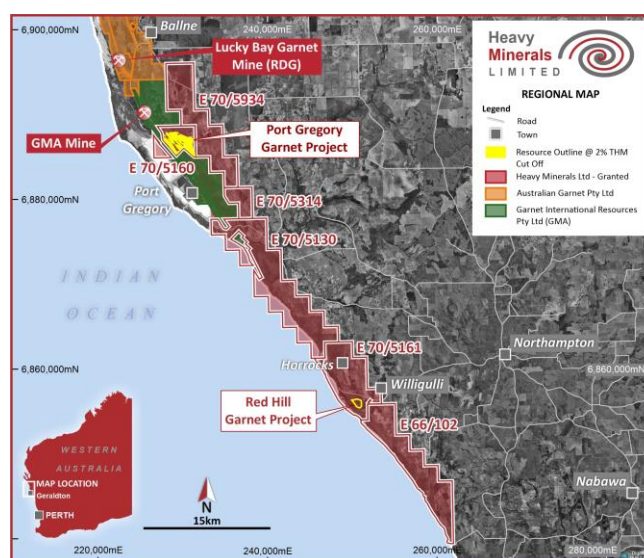 6,900,000mN
Ballne
240,000mE
260,000mE
Lucky Bay Garnet
Mine (RDG)
Heavy
Minerals
LIMITED
REGIONAL MAP
Legend
Road
Town
Resource Outline @ 2% THM
Cut Off
Heavy Minerals Ltd - Granted
Australian Garnet Pty Ltd
Garnet International Resources
Pty Ltd (GMA)
E 70/5934
GMA Mine
Port Gregory
Garnet Project
E 70/5160
6,880,000mN
Port
Gregory
E 70/5314
E 70/5130
INDIAN
OCEAN
Northampton
E 70/5161
6,860,000mN
6,860,000mN
Horrocks
Willigulli
Red Hill
Garnet Project
E 66/102
WESTERN
AUSTRALIA
MAP LOCATION
Geraldton
PERTH
N
15km
Nabawa
220,000mE
240,000mE
260,000mE
280,000mE